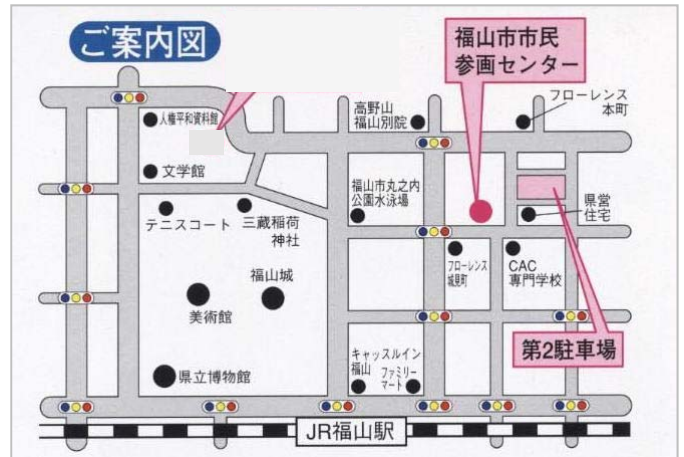 ご案内図
福山市市民
参画センター
フローレンス
本町
高野山
福山別院
人権平和資料館
文学館
福山市丸之内
公園水泳場
県営
住宅
テニスコート
三蔵稲荷
神社
フローレンス
城見町
CAC
専門学校
福山城
美術館
第2駐車場
キャッスルイン
福山
ファミリー
マート
県立博物館
JR福山駅